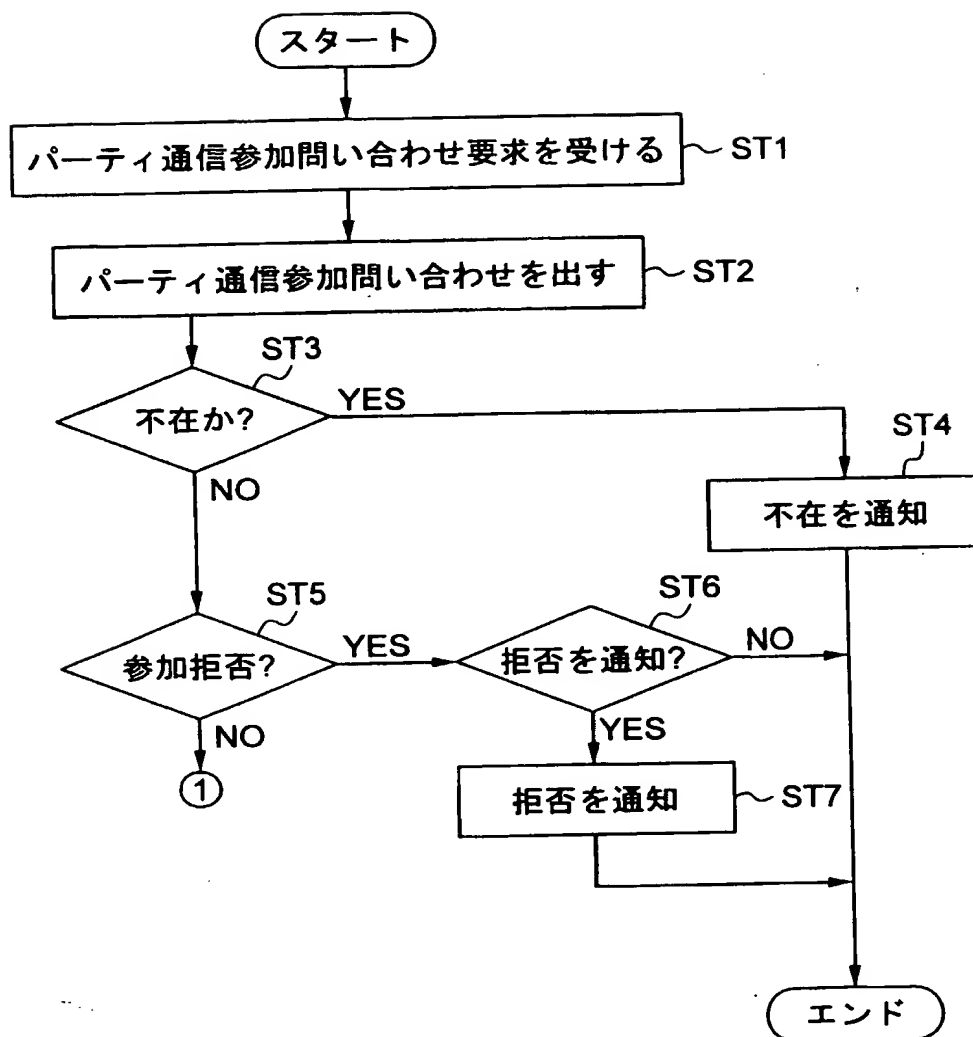 スタート
パーティ通信参加問い合わせ要求を受ける
ST1
パーティ通信参加問い合わせを出す
ST2
ST3
不在か?
YES
NO
ST4
不在を通知
ST5
参加拒否?
YES
NO
①
ST6
拒否を通知?
NO
YES
拒否を通知
ST7
エンド